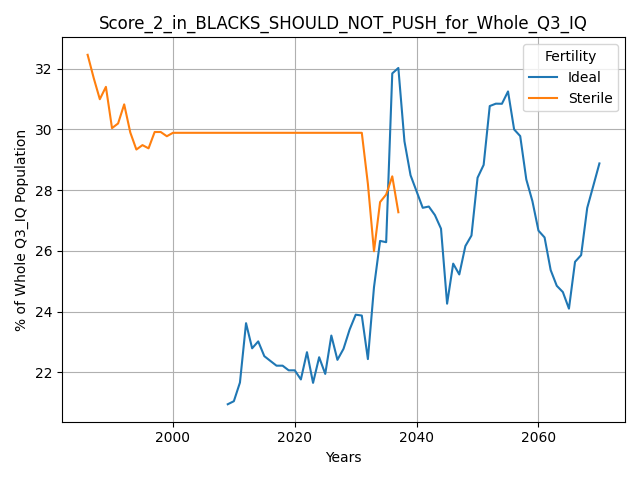 Score_2_in_BLACKS_SHOULD_NOT_PUSH_for_Whole_Q3_IQ
Fertility
Ideal
Sterile
% of Whole Q3_IQ Population
32
30
28
26
24
22
2000
2020
2040
2060
Years